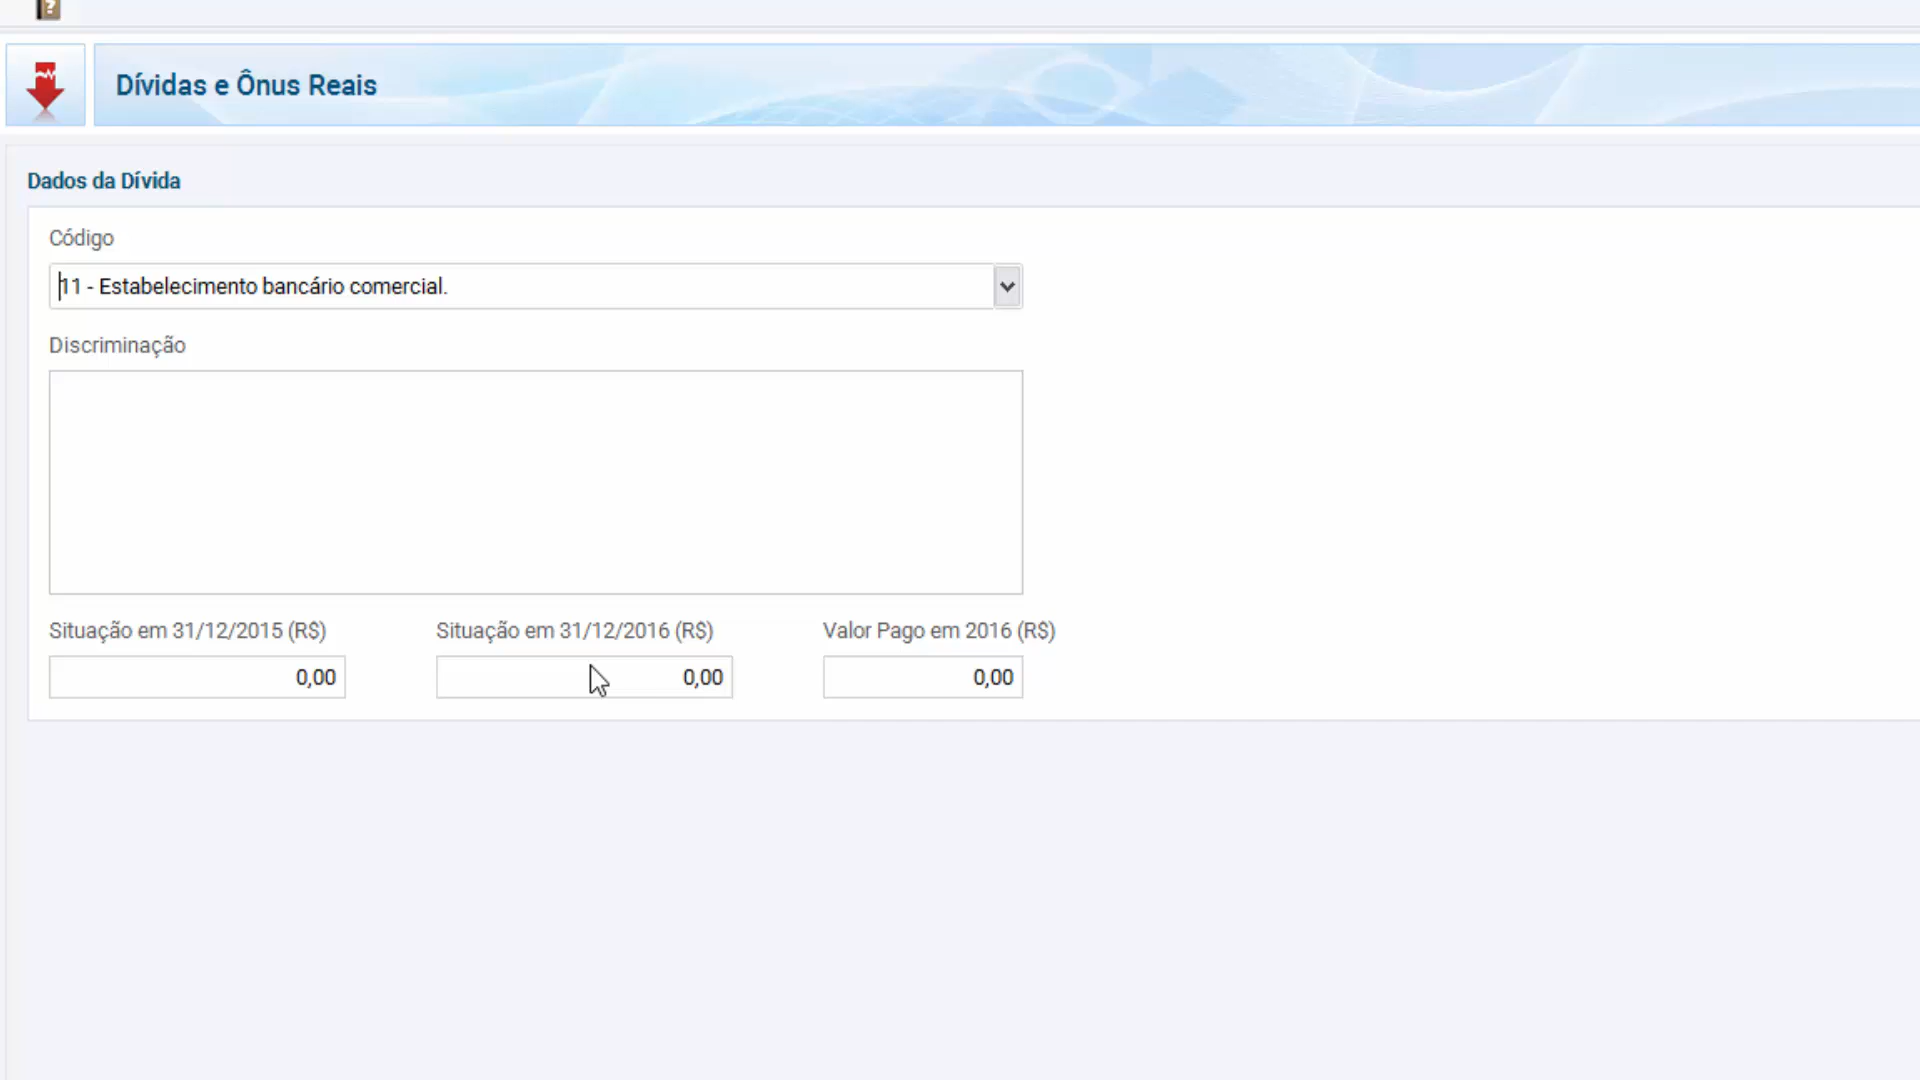 Dívidas e Ônus Reais
Dados da Dívida
Código
11 - Estabelecimento bancário comercial.
Discriminação
Situação em 31/12/2015 (R$) Situação em 31/12/2016 (R$) Valor Pago em 2016 (R$)
0,00 0,00 0,00